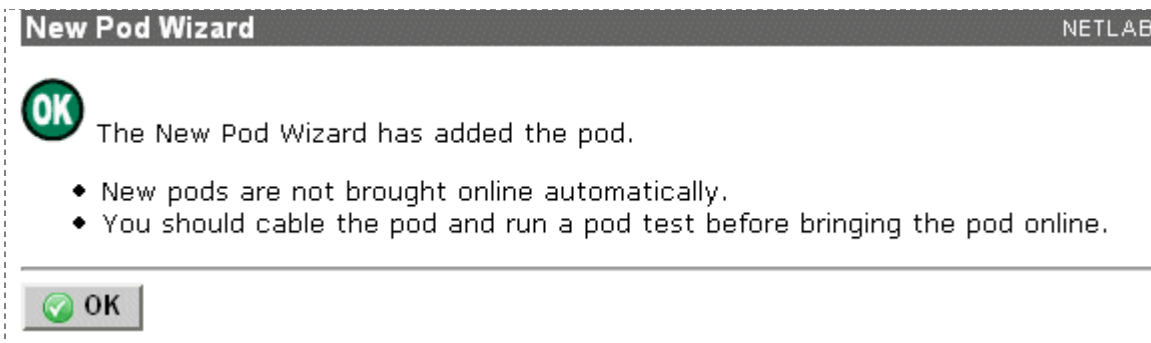 New Pod Wizard NETLAB
OK
The New Pod Wizard has added the pod.
New pods are not brought online automatically.
You should cable the pod and run a pod test before bringing the pod online.
OK